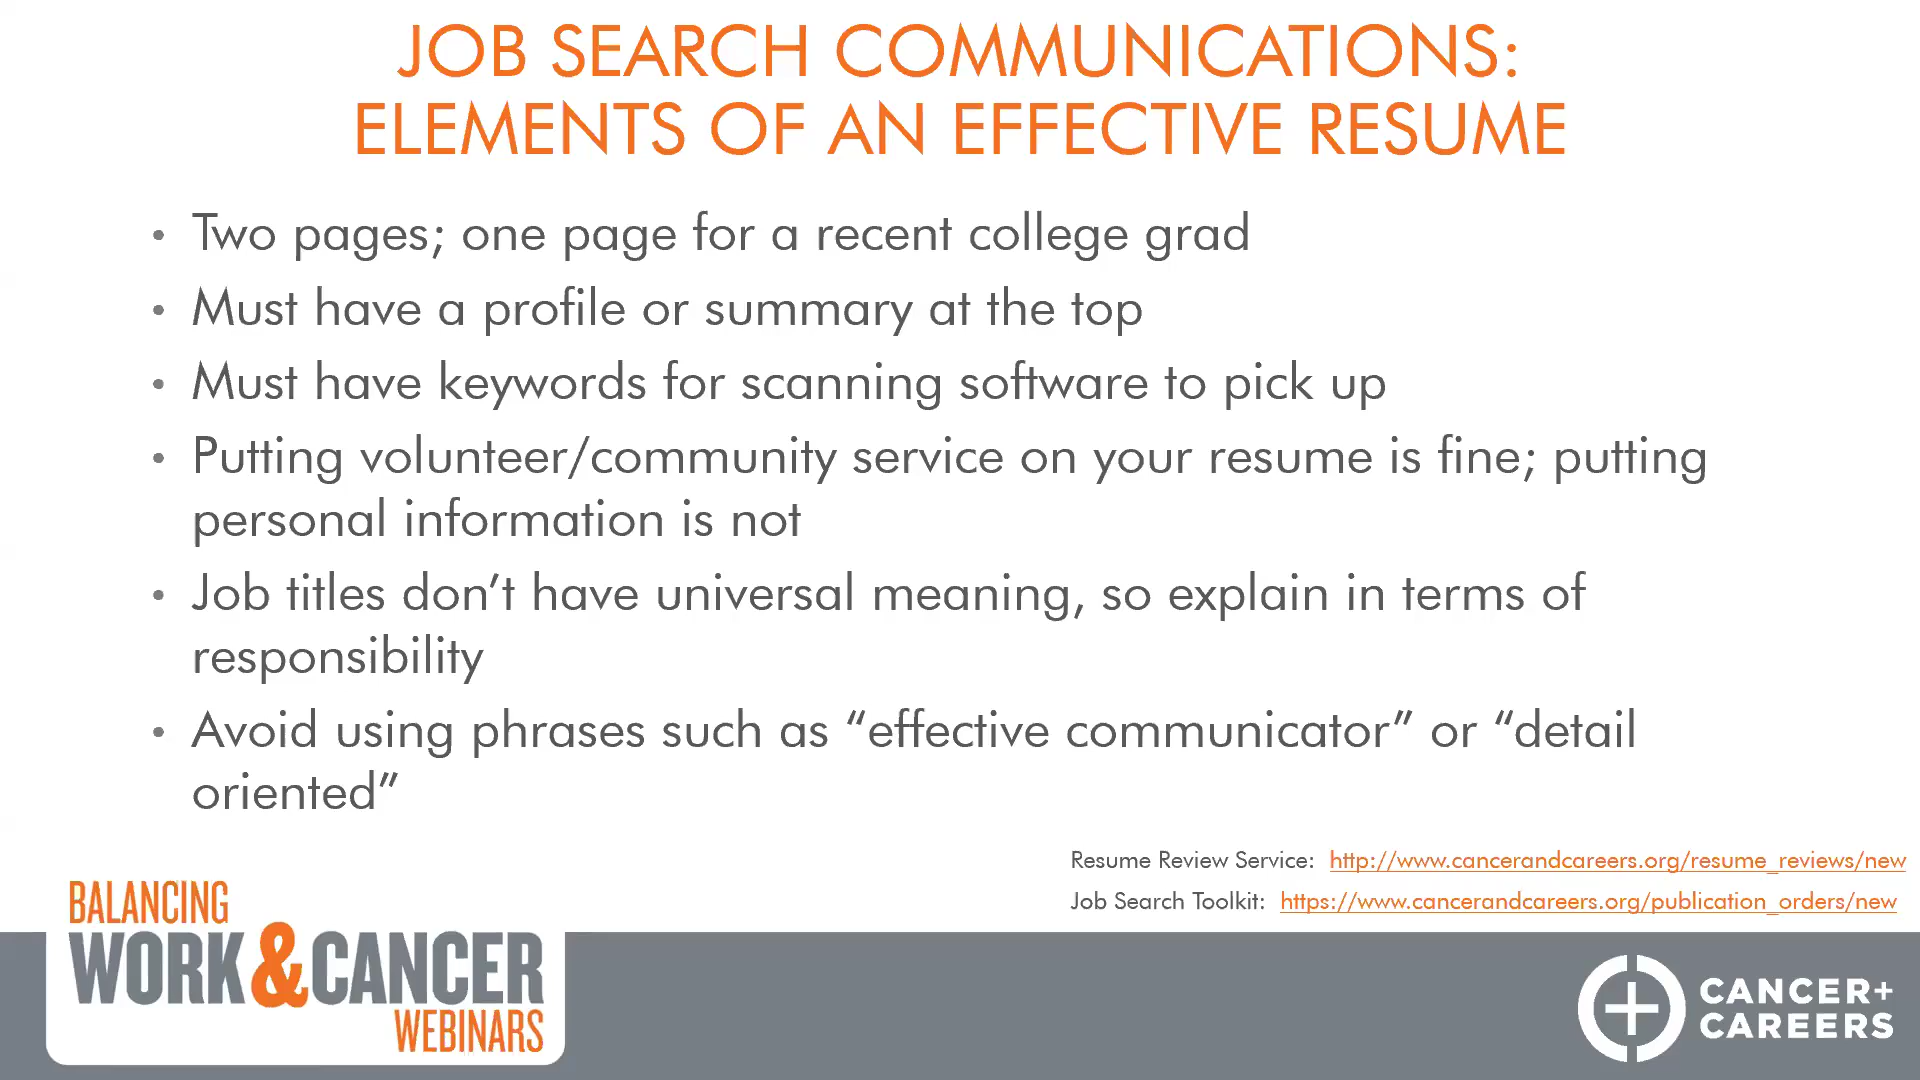 JOB SEARCH COMMUNICATIONS:
ELEMENTS OF AN EFFECTIVE RESUME
• Two pages; one page for a recent college grad
• Must have a profile or summary at the top
• Must have keywords for scanning software to pick up
• Putting volunteer/community service on your resume is fine; putting
personal information is not
• Job titles don’t have universal meaning, so explain in terms of
responsibility
• Avoid using phrases such as “effective communicator” or “detail
oriented”
Resume Review Service: http://www.cancerandcareers.org/resume_reviews/new
Job Search Toolkit: https://www.cancerandcareers.org/publication_orders/new
BALANCING
WORK&CANCER
WEBINARS
CANCER+
CAREERS